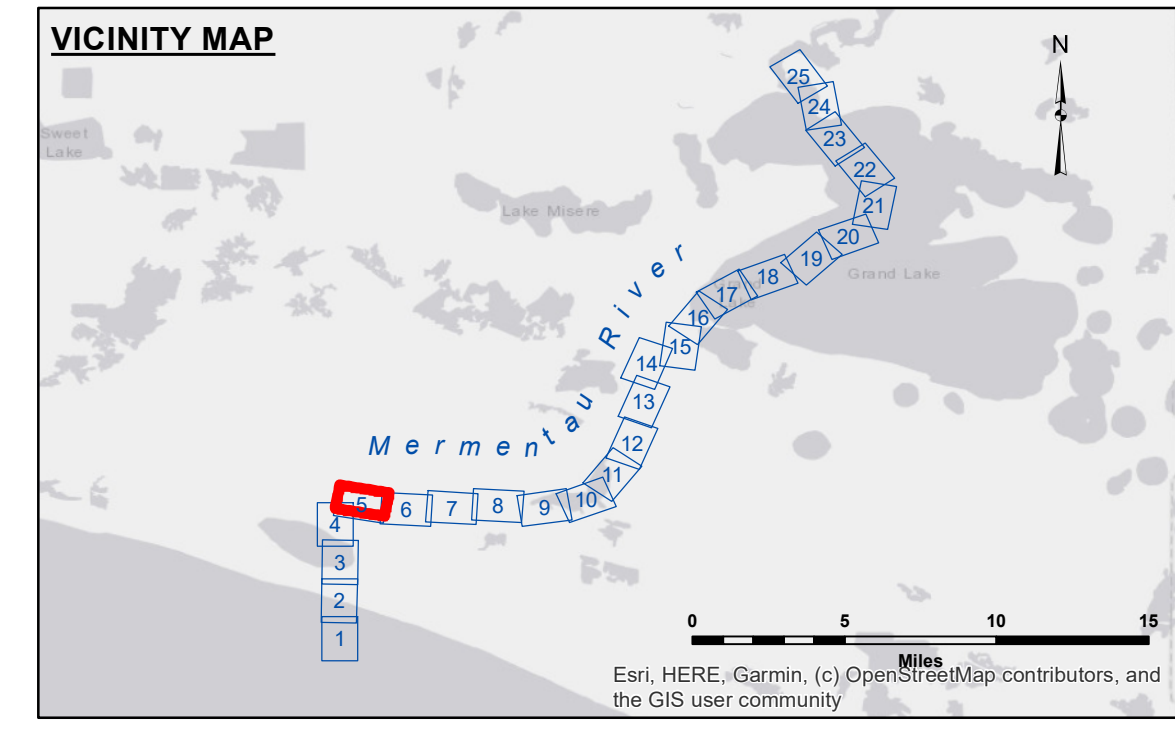 VICINITY MAP
N
25
24
Sweet
Lake
23
22
Lake Misere
21
20
19
Grand Lake
18
17
16
15
14
Mermentau River
13
12
11
10
9
8
7
6
5
4
3
2
1
0 5 10 15
Miles
Esri, HERE, Garmin, (c) OpenStreetMap contributors, and
the GIS user community